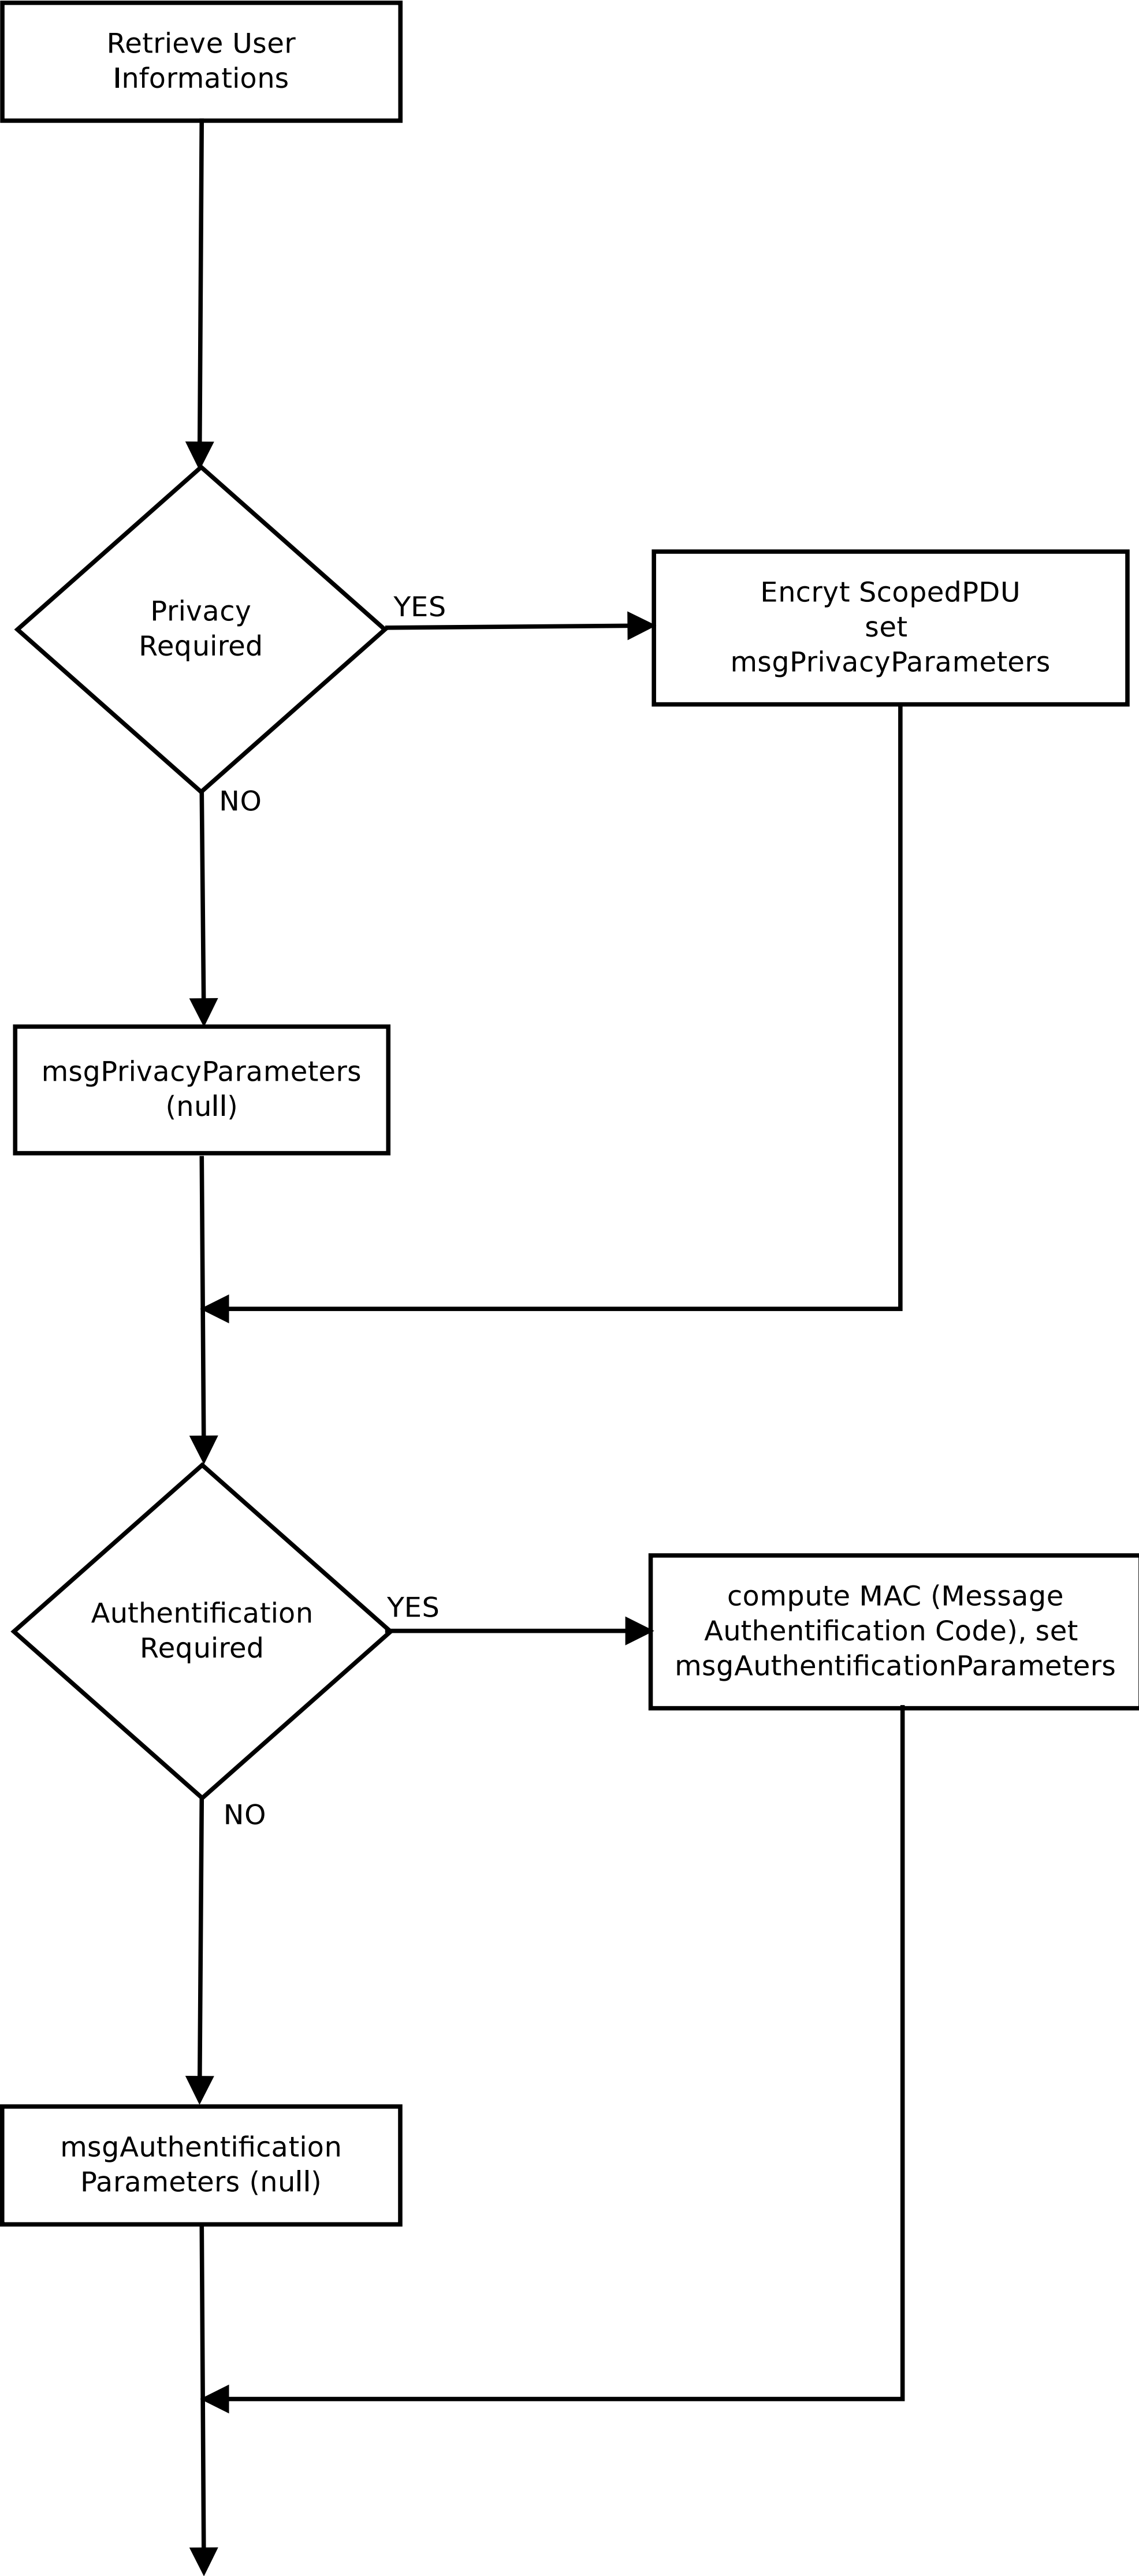 Retrieve User
Informations
Privacy
Required
YES
Encryt ScopedPDU
set
msgPrivacyParameters
NO
msgPrivacyParameters
(null)
Authentification
Required
YES
compute MAC (Message
Authentification Code), set
msgAuthentificationParameters
NO
msgAuthentification
Parameters (null)